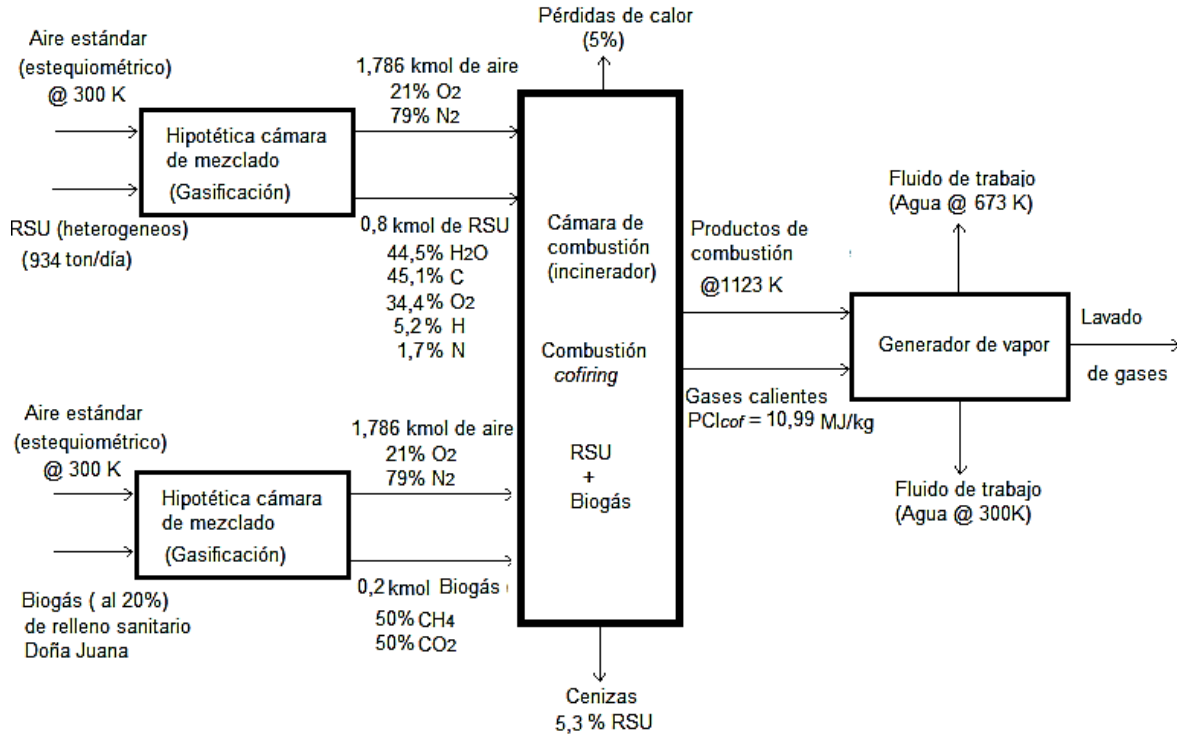 Pérdidas de calor
(5%)
Aire estándar
(estequiométrico)
@ 300 K
1,786 kmol de aire
21% O2
79% N2
Hipotética cámara
de mezclado
(Gasificación)
RSU (heterogeneos)
(934 ton/día)
0,8 kmol de RSU
44,5% H2O
45,1% C
34,4% O2
5,2% H
1,7% N
Cámara de
combustión
(incinerador)
Combustión
cofiring
RSU
+
Biogás
Productos de
combustión
@1123 K
Gases calientes
PCIcof = 10,99 MJ/kg
Fluido de trabajo
(Agua @ 673 K)
Generador de vapor
Lavado
de gases
Fluido de trabajo
(Agua @ 300K)
Aire estándar
(estequiométrico)
@ 300 K
1,786 kmol de aire
21% O2
79% N2
Hipotética cámara
de mezclado
(Gasificación)
Biogás ( al 20%)
de relleno sanitario
Doña Juana
0,2 kmol Biogás
50% CH4
50% CO2
Cenizas
5,3 % RSU